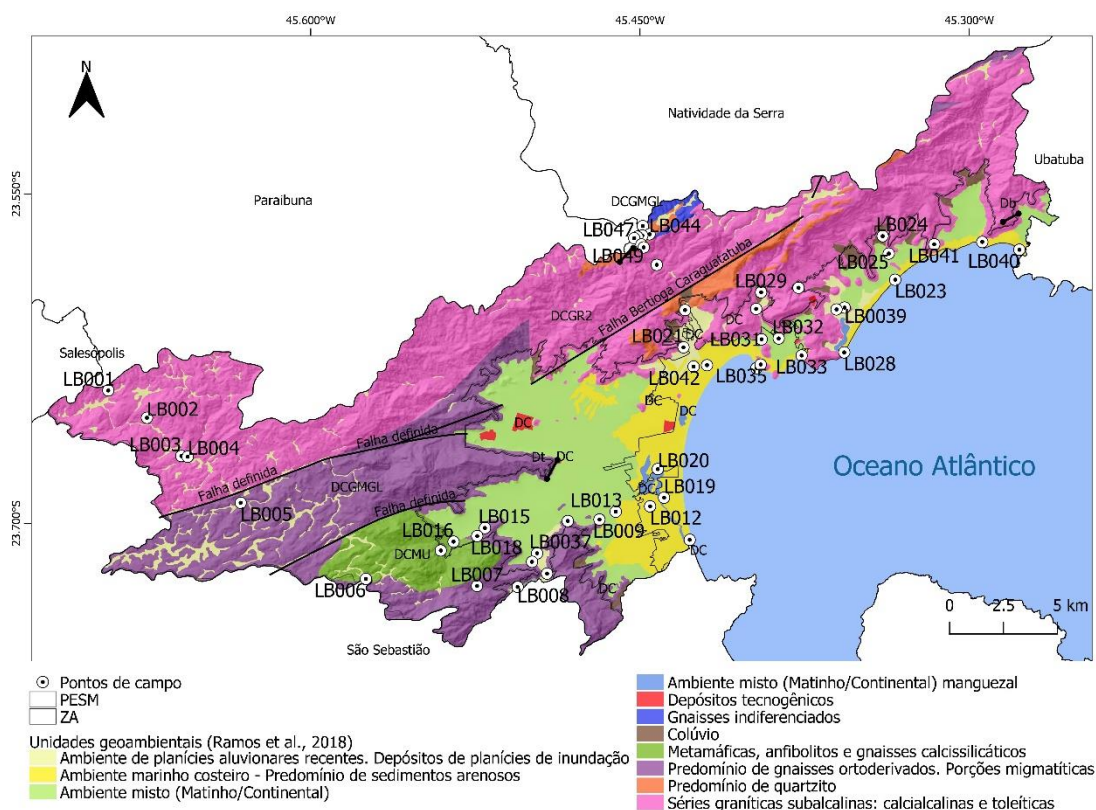 45.600°W 45.450°W 45.300°W
N
Natividade da Serra
Ubatuba
23.550°S
Paraibuna
DCGMGL
LB047 LB044
LB049
Db
LB024
LB025 LB041 LB040
LB023
Falha Bertioga Caraguatatuba
LB029
DCGR2
DC
LB0039
LB021 DC LB031 LB032
LB028
Salesópolis
LB001
LB042 LB035 LB033
LB002
DC
DC
Falha definida
DC
LB003 LB004
Oceano Atlântico
Falha definida
Dt DC
LB020
DCGMGL
LB005
DC LB019
Falha definida
LB013
23.700°S
LB016 LB015 LB009 LB012
LB018 LB0037
DCMU
DC
LB006 LB007 LB008
DC
0 2.5 5 km
São Sebastião
Pontos de campo
PESM
ZA
Unidades geoambientais (Ramos et al., 2018)
Ambiente de planícies aluvionares recentes. Depósitos de planícies de inundação
Ambiente marinho costeiro - Predomínio de sedimentos arenosos
Ambiente misto (Matinho/Continental)
Ambiente misto (Matinho/Continental) manguezal
Depósitos tecnogênicos
Gnaisses indiferenciados
Colúvio
Metamáficas, anfibolitos e gnaisses calcissilicáticos
Predomínio de gnaisses ortoderivados. Porções migmatíticas
Predomínio de quartzito
Séries graníticas subalcalinas: calcialcalinas e toleíticas